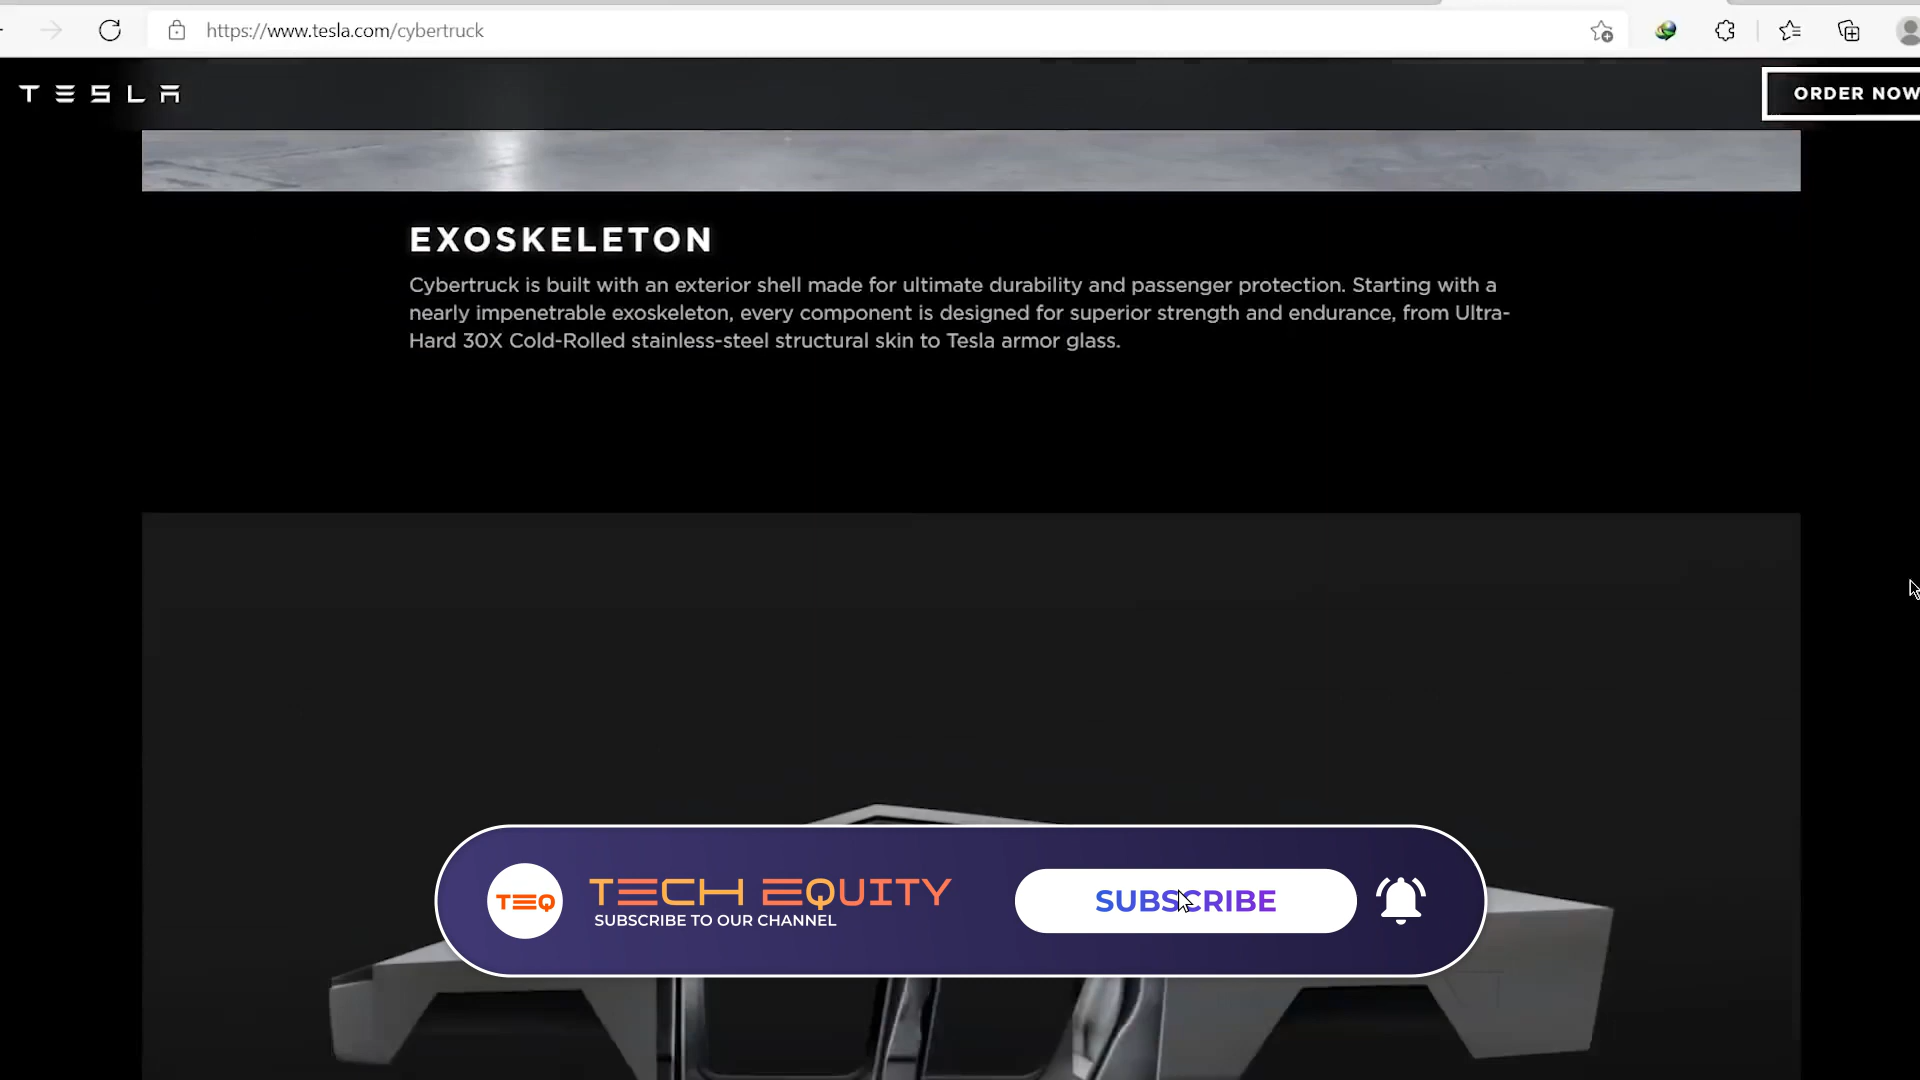 https://www.tesla.com/cybertruck
TESLA
ORDER NOW
EXOSKELETON
Cybertruck is built with an exterior shell made for ultimate durability and passenger protection. Starting with a
nearly impenetrable exoskeleton, every component is designed for superior strength and endurance, from Ultra-
Hard 30X Cold-Rolled stainless-steel structural skin to Tesla armor glass.
TEQ
TECH EQUITY
SUBSCRIBE TO OUR CHANNEL
SUBSCRIBE